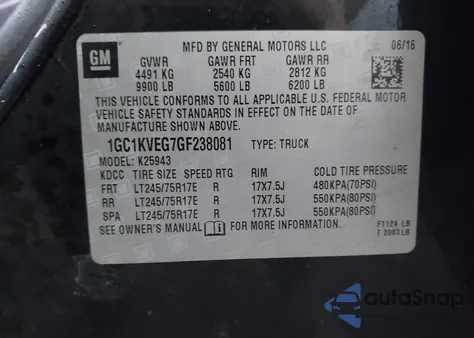 GM
MFD BY GENERAL MOTORS LLC 06/16
GVWR GAWR FRT GAWR RR
4491 KG 2540 KG 2812 KG
9900 LB 5600 LB 6200 LB
THIS VEHICLE CONFORMS TO ALL APPLICABLE U.S. FEDERAL MOTOR
VEHICLE SAFETY STANDARDS IN EFFECT ON THE DATE OF
MANUFACTURE SHOWN ABOVE.
1GC1KVEG7GF238081 TYPE: TRUCK
MODEL: K25943
KDCC TIRE SIZE SPEED RTG RIM COLD TIRE PRESSURE
FRT LT245/75R17E R 17X7.5J 480KPA(70PSI)
RR LT245/75R17E R 17X7.5J 550KPA(80PSI)
SPA LT245/75R17E R 17X7.5J 550KPA(80PSI)
SEE OWNER'S MANUAL FOR MORE INFORMATION.
F1124 LB
T 2063 LB
autoSnap